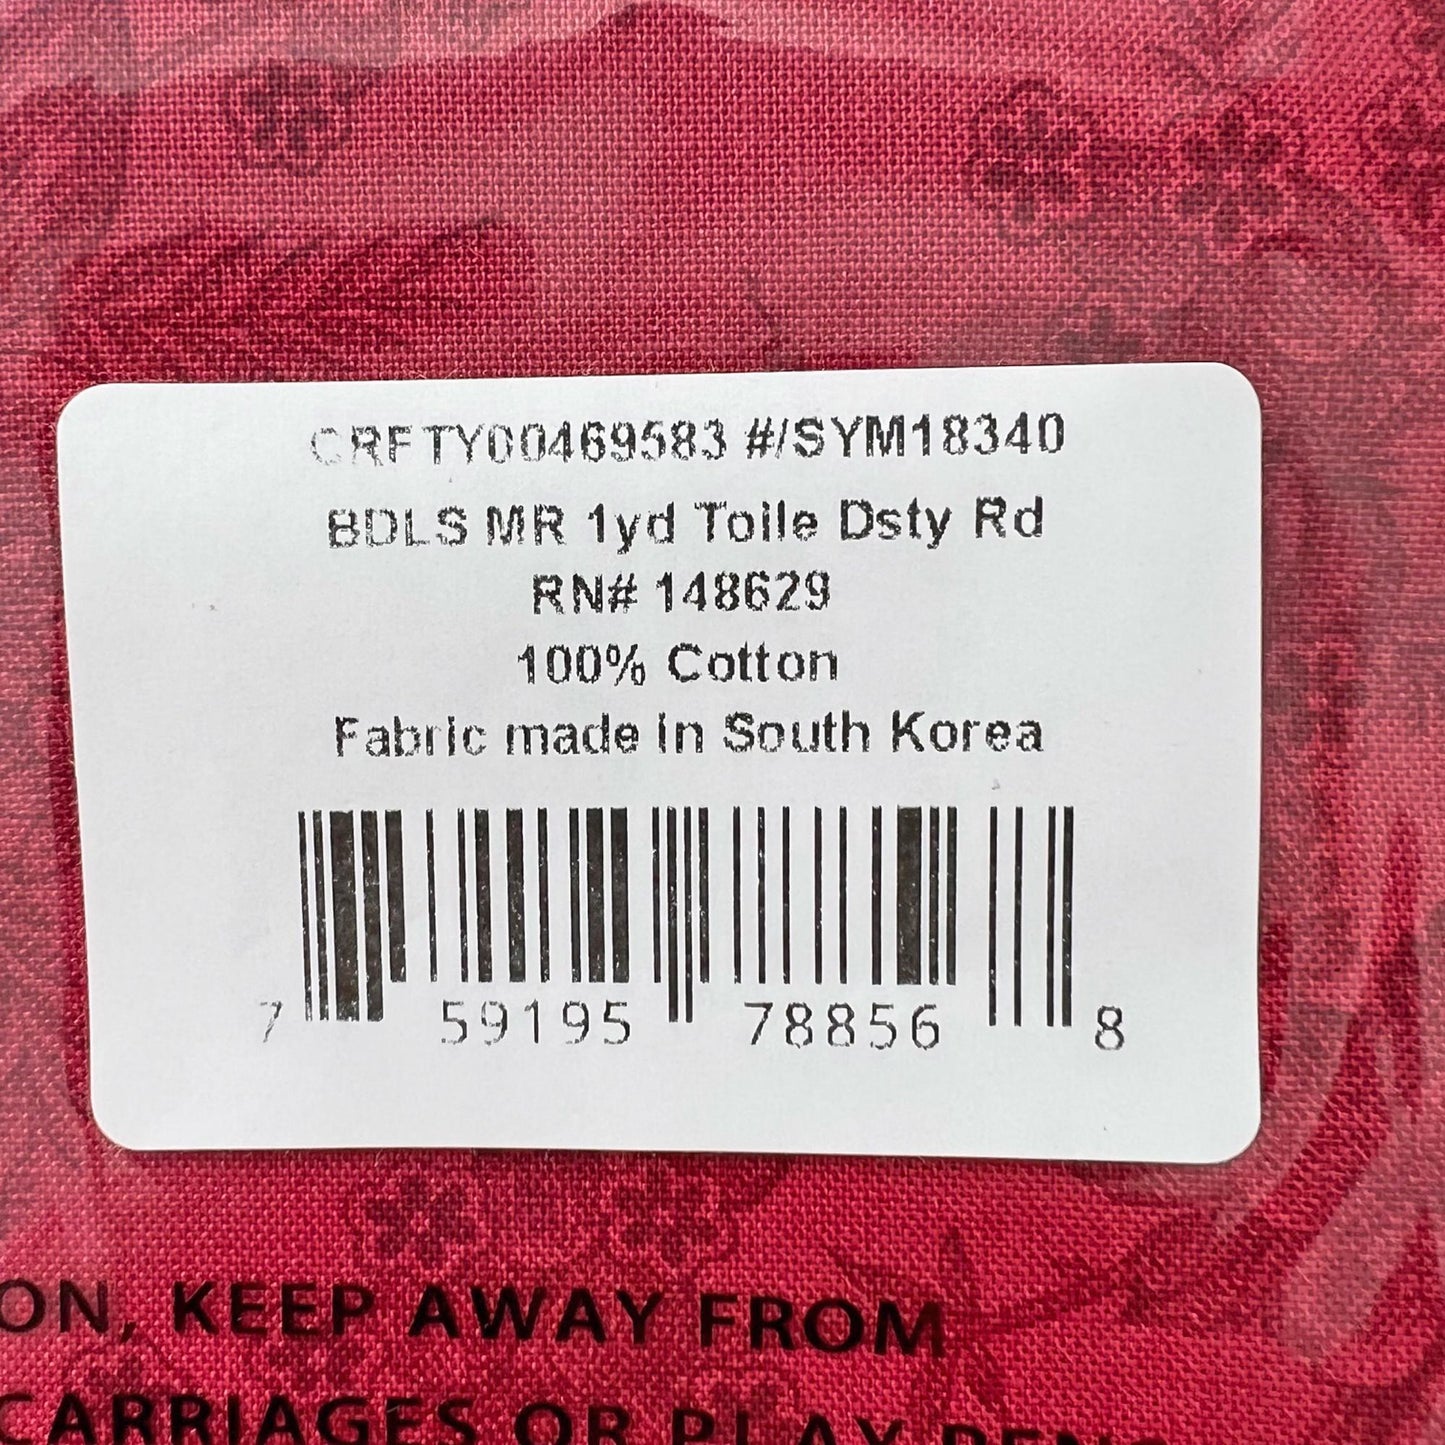 CRFTY00469583 #/SYM18340
BDLS MR 1yd Toile Dsty Rd
RN# 148629
100% Cotton
Fabric made in South Korea
7 59195 78856 8
ON, KEEP AWAY FROM
CARRIAGES OR PLAY PENS